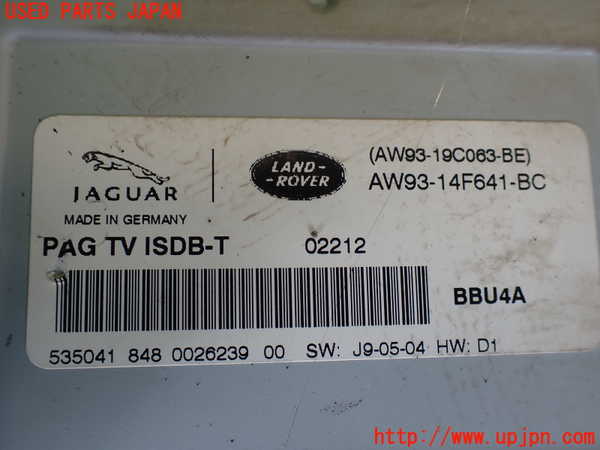 USED PARTS JAPAN
(AW93-19C063-BE)
LAND-
-ROVER
AW93-14F641-BC
JAGUAR
MADE IN GERMANY
PAG TV ISDB-T 02212
BBU4A
535041 848 0026239 00 SW: J9-05-04 HW: D1
http://www.upjpn.com